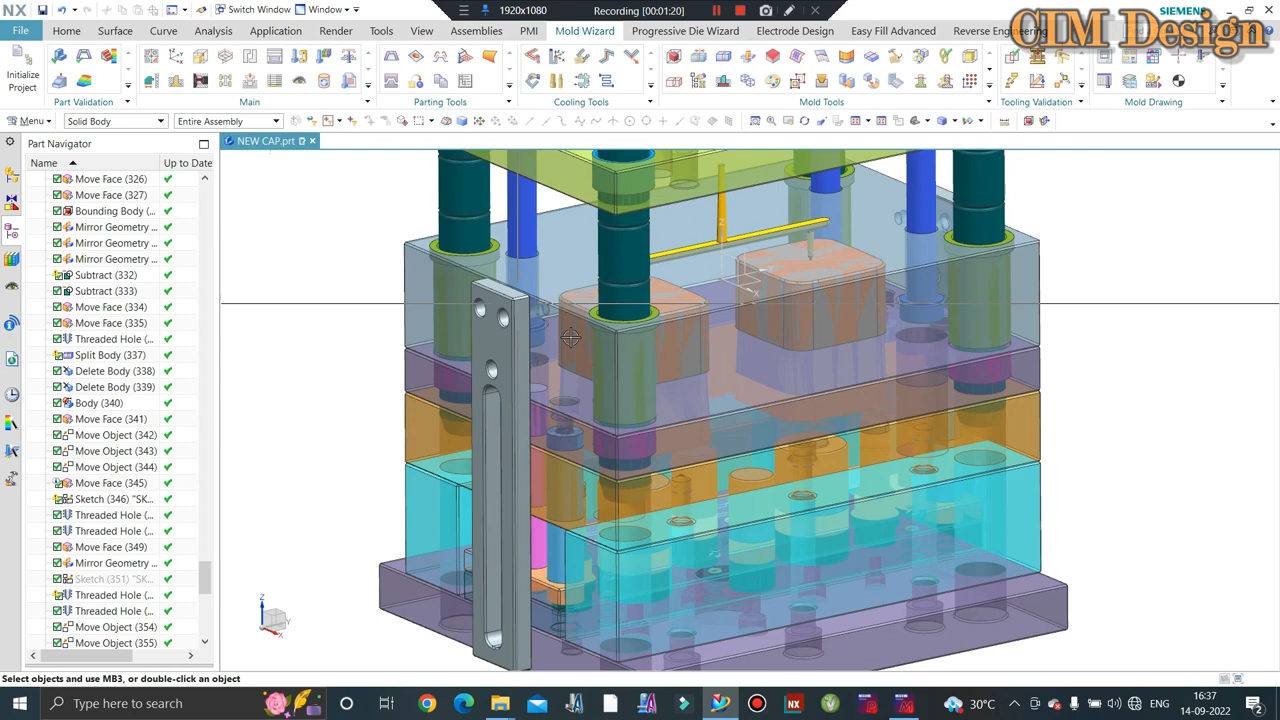 NX Switch Window Window 1920x1080 Recording [00:01:20] SIEMENS
CIM Design
File Home Surface Curve Analysis Application Render Tools View Assemblies PMI Mold Wizard Progressive Die Wizard Electrode Design Easy Fill Advanced Reverse Engineering
Initialize
Project
Part Validation Main Parting Tools Cooling Tools Mold Tools Tooling Validation Mold Drawing
Menu Solid Body Entire Assembly
Part Navigator NEW CAP.prt
Name Up to Date
Move Face (326)
Move Face (327)
Bounding Body (...
Mirror Geometry ...
Mirror Geometry ...
Mirror Geometry ...
Subtract (332)
Subtract (333)
Move Face (334)
Move Face (335)
Threaded Hole (...
Split Body (337)
Delete Body (338)
Delete Body (339)
Body (340)
Move Face (341)
Move Object (342)
Move Object (343)
Move Object (344)
Move Face (345)
Sketch (346) "SK...
Threaded Hole (...
Threaded Hole (...
Move Face (349)
Mirror Geometry ...
Sketch (351) "SK...
Threaded Hole (...
Threaded Hole (...
Move Object (354)
Move Object (355)
Z
X
Z
Y
X
Select objects and use MB3, or double-click an object
Type here to search
30°C ENG
16:37
14-09-2022